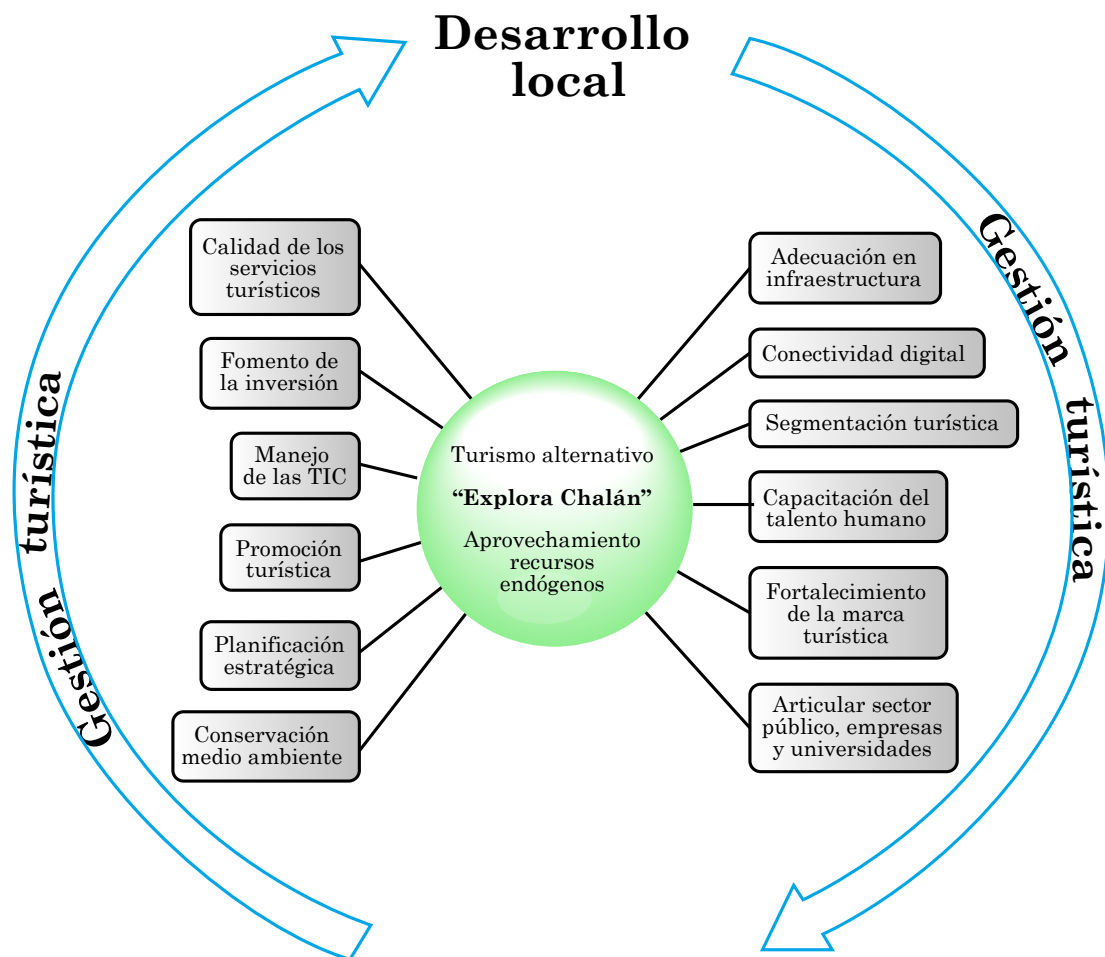 Desarrollo
local
Gestión turística
Calidad de los
servicios
turísticos
Fomento de
la inversión
Manejo
de las TIC
Promoción
turística
Planificación
estratégica
Conservación
medio ambiente
Turismo alternativo
“Explora Chalán”
Aprovechamiento
recursos
endógenos
Adecuación en
infraestructura
Conectividad digital
Segmentación turística
Capacitación del
talento humano
Fortalecimiento
de la marca
turística
Articular sector
público, empresas
y universidades
Gestión turística